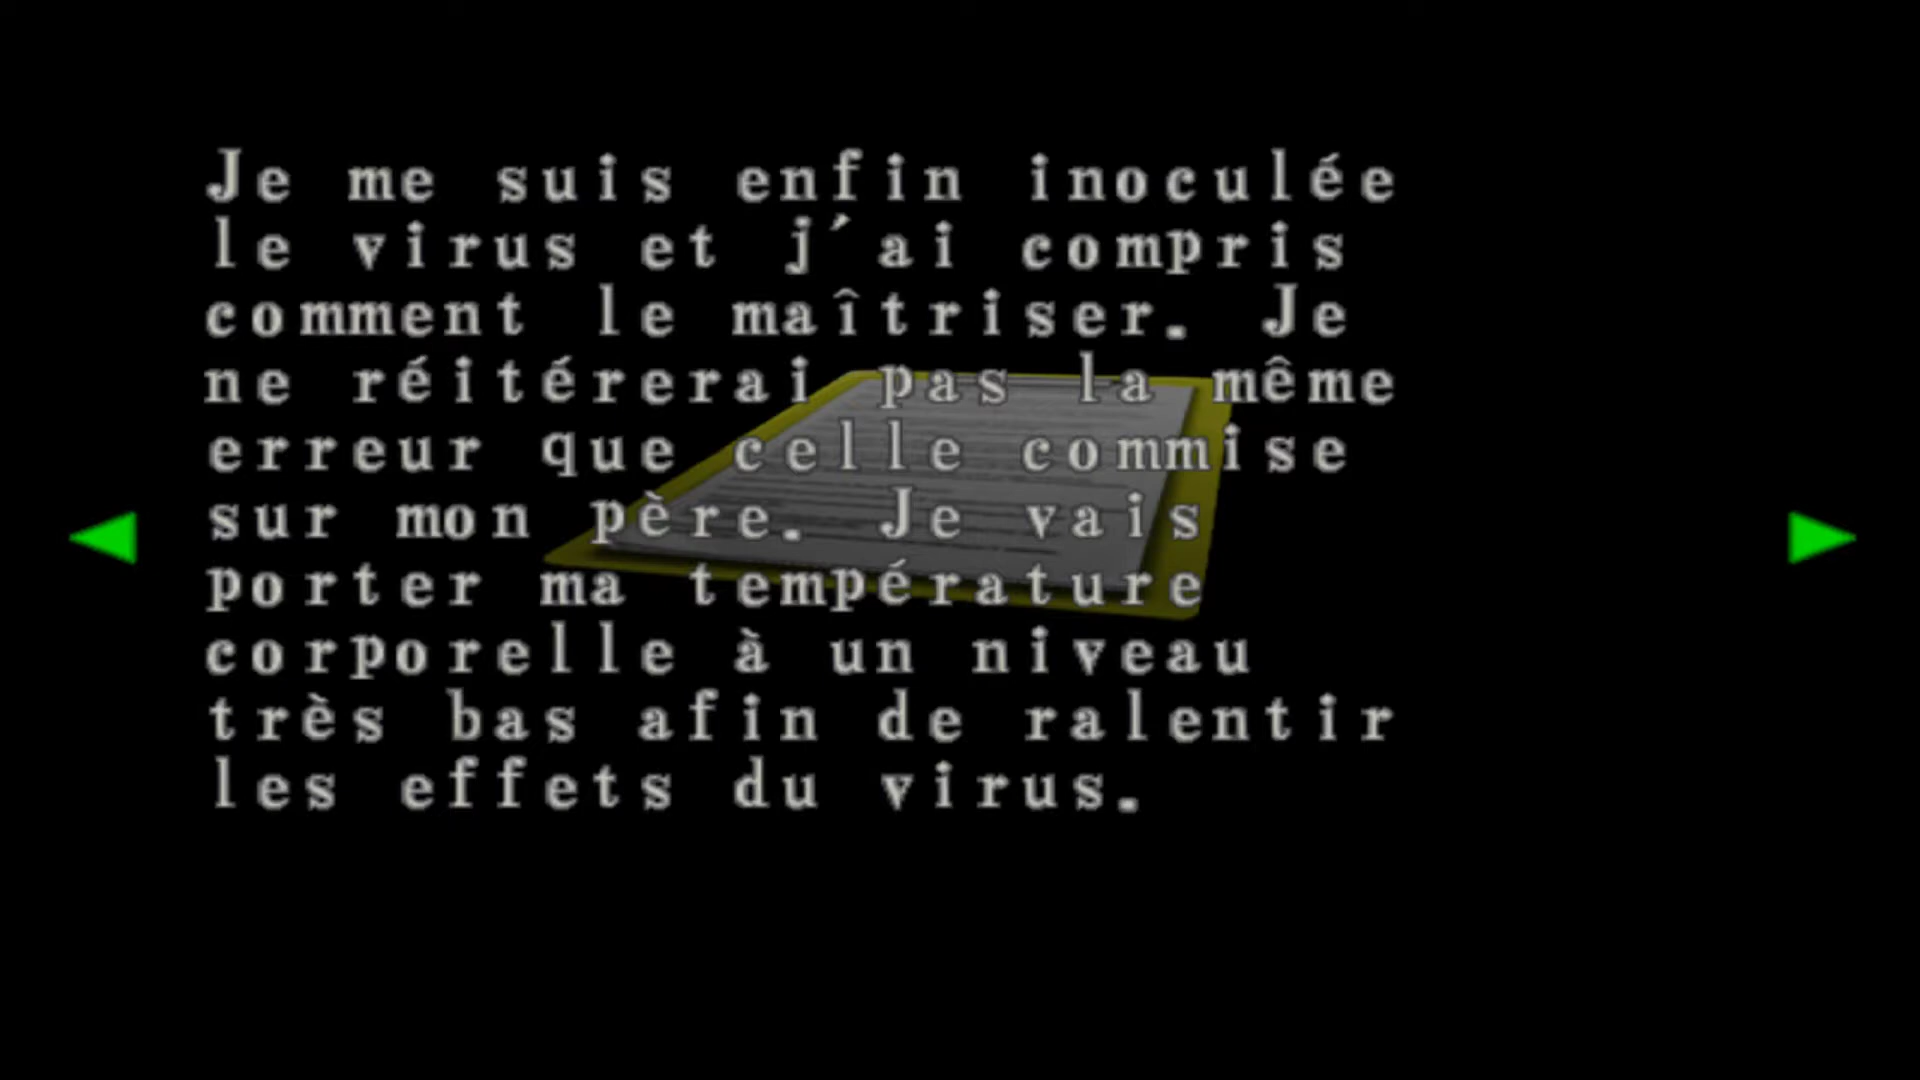 Je me suis enfin inoculée
le virus et j'ai compris
comment le maîtriser. Je
ne réitérerai pas la même
erreur que celle commise
sur mon père. Je vais
porter ma température
corporelle à un niveau
très bas afin de ralentir
les effets du virus.